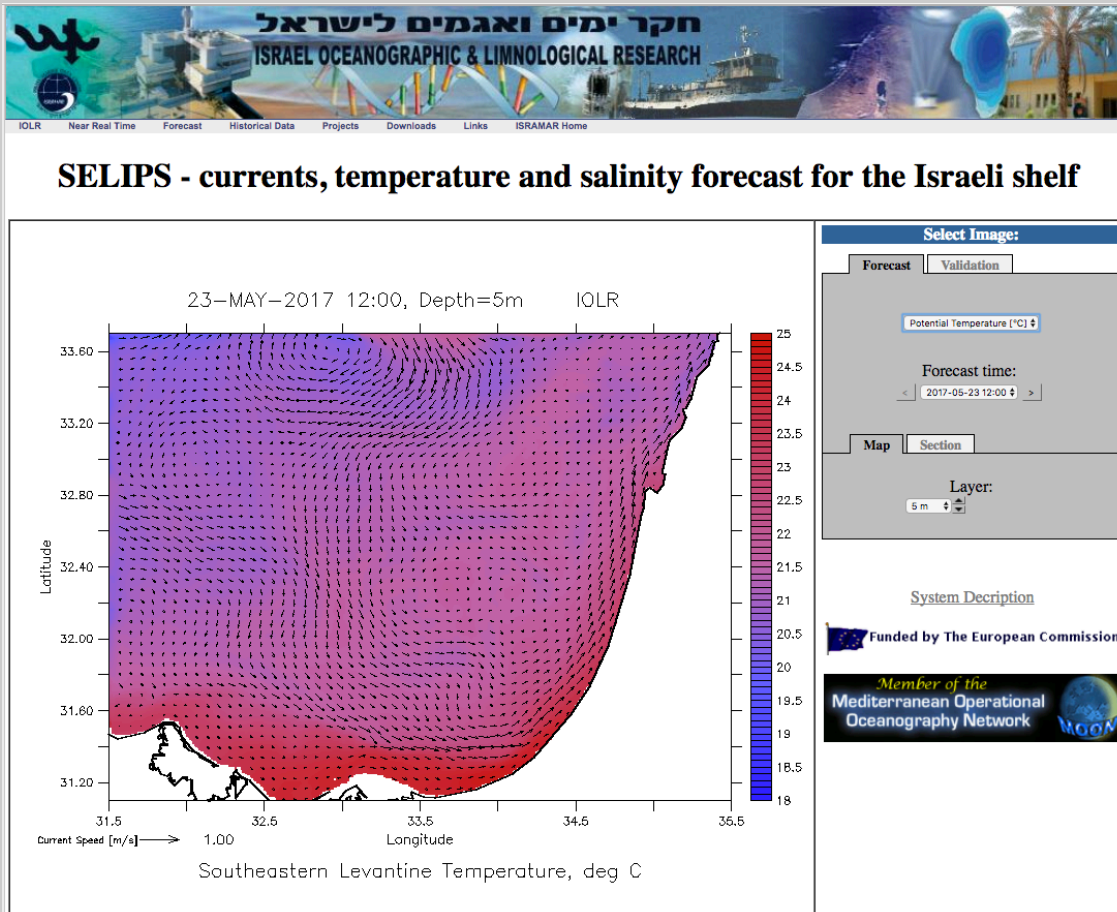 חקר ימים ואגמים לישראל
ISRAEL OCEANOGRAPHIC & LIMNOLOGICAL RESEARCH
IOLR Near Real Time Forecast Historical Data Projects Downloads Links ISRAMAR Home
SELIPS - currents, temperature and salinity forecast for the Israeli shelf
Select Image:
Forecast Validation
Potential Temperature [°C]
Forecast time:
< 2017-05-23 12:00 >
Map Section
Layer:
5 m
System Decription
Funded by The European Commission
Member of the
Mediterranean Operational
Oceanography Network
MOON
23-MAY-2017 12:00, Depth=5m IOLR
33.60
33.20
32.80
32.40
32.00
31.60
31.20
Latitude
31.5 32.5 33.5 34.5 35.5
Longitude
25
24.5
24
23.5
23
22.5
22
21.5
21
20.5
20
19.5
19
18.5
18
Current Speed [m/s] 1.00
Southeastern Levantine Temperature, deg C